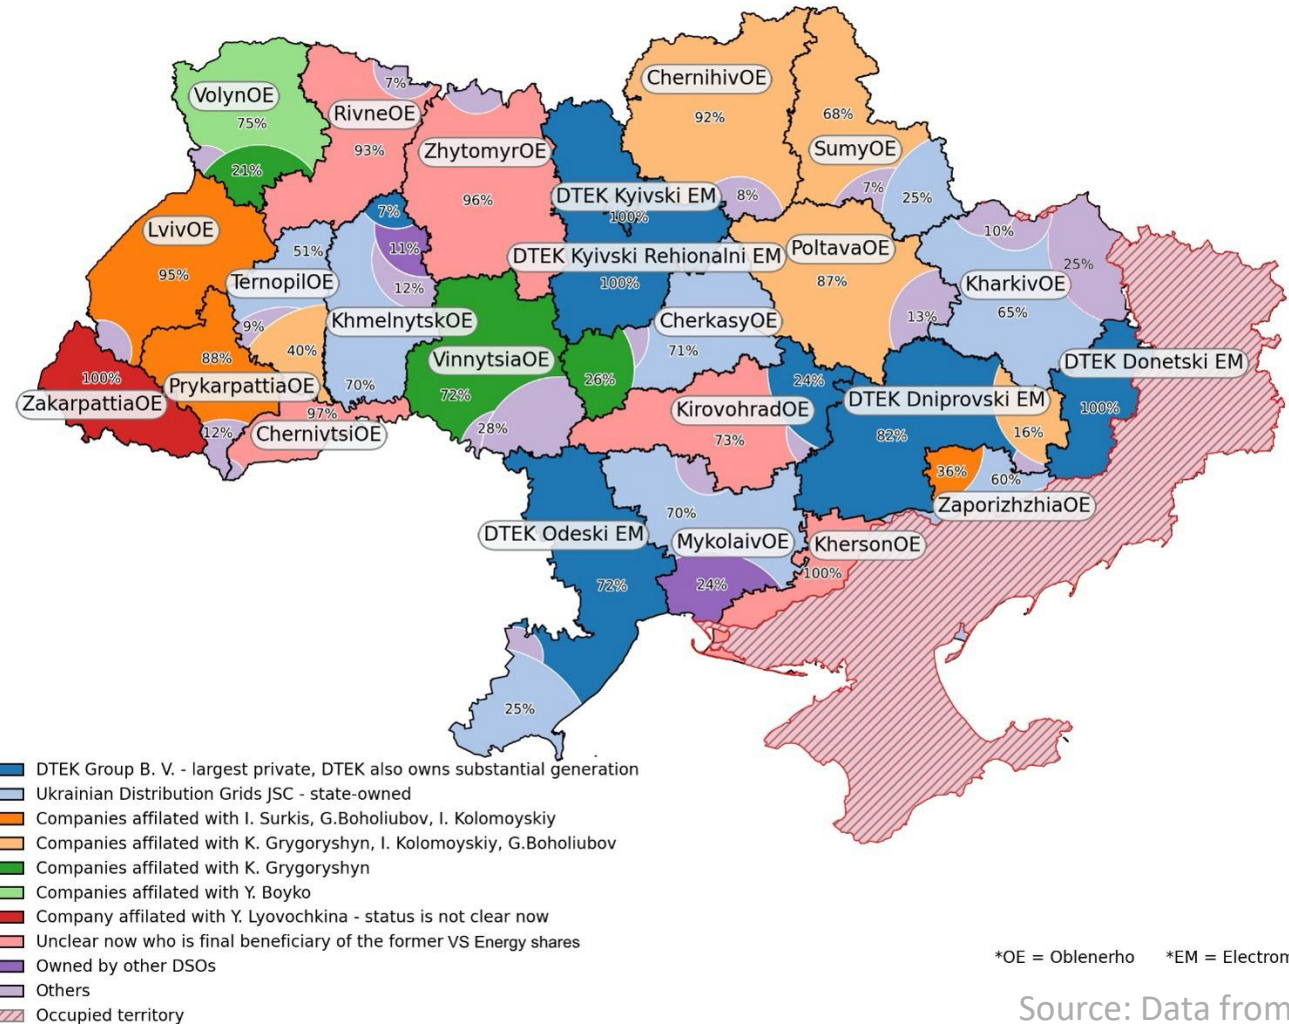 ChernihivOE
92%
68%
SumyOE
7%
25%
VolynOE
75%
21%
7%
RivneOE
93%
ZhytomyrOE
96%
DTEK Kyivski EM
100%
8%
DTEK Kyivski Rehionalni EM
100%
LvivOE
95%
51%
TernopilOE
9%
40%
7%
11%
12%
KhmelnytskOE
70%
PoltavaOE
87%
13%
10%
25%
KharkivOE
65%
CherkasyOE
71%
26%
VinnytsiaOE
72%
28%
100%
ZakarpattiaOE
88%
PrykarpattiaOE
12%
97%
ChernivtsiOE
24%
KirovohradOE
73%
DTEK Dniprovski EM
82%
16%
DTEK Donetski EM
100%
36%
60%
ZaporizhzhiaOE
DTEK Odeski EM
72%
25%
70%
MykolaivOE
24%
KhersonOE
100%
DTEK Group B. V. - largest private, DTEK also owns substantial generation
Ukrainian Distribution Grids JSC - state-owned
Companies affilated with I. Surkis, G.Boholiubov, I. Kolomoyskiy
Companies affilated with K. Grygoryshyn, I. Kolomoyskiy, G.Boholiubov
Companies affilated with K. Grygoryshyn
Companies affilated with Y. Boyko
Company affilated with Y. Lyovochkina - status is not clear now
Unclear now who is final beneficiary of the former VS Energy shares
Owned by other DSOs
Others
Occupied territory
*OE = Oblenerho *EM = Electrom
Source: Data from